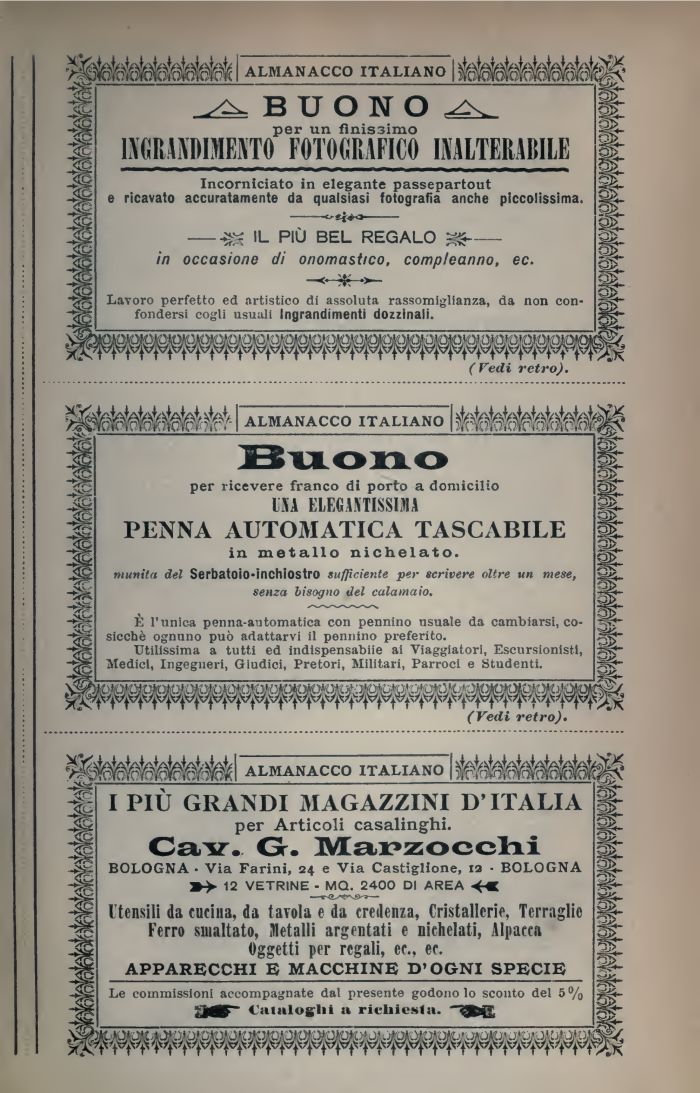 ALMANACCO ITALIANO
BUONO
per un finissimo
INGRANDIMENTO FOTOGRAFICO INALTERABILE
Incorniciato in elegante passepartout
e ricavato accuratamente da qualsiasi fotografia anche piccolissima.
IL PIÙ BEL REGALO
in occasione di onomastico, compleanno, ec.
Lavoro perfetto ed artistico di assoluta rassomiglianza, da non con-
fondersi cogli usuali Ingrandimenti dozzinali.
(Vedi retro).
ALMANACCO ITALIANO
Buono
per ricevere franco di porto a domicilio
UNA ELEGANTISSIMA
PENNA AUTOMATICA TASCABILE
in metallo nichelato.
munita del Serbatoio-inchiostro sufficiente per scrivere oltre un mese,
senza bisogno del calamaio.
È l'unica penna-automatica con pennino usuale da cambiarsi, co-
sicchè ognuno può adattarvi il pennino preferito.
Utilissima a tutti ed indispensabile ai Viaggiatori, Escursionisti,
Medici, Ingegneri, Giudici, Pretori, Militari, Parroci e Studenti.
(Vedi retro).
ALMANACCO ITALIANO
I PIÙ GRANDI MAGAZZINI D'ITALIA
per Articoli casalinghi.
Cav. G. Marzocchi
BOLOGNA - Via Farini, 24 e Via Castiglione, 12 - BOLOGNA
12 VETRINE - MQ. 2400 DI AREA
Utensili da cucina, da tavola e da credenza, Cristallerie, Terraglie
Ferro smaltato, Metalli argentati e nichelati, Alpacca
Oggetti per regali, ec., ec.
APPARECCHI E MACCHINE D'OGNI SPECIE
Le commissioni accompagnate dal presente godono lo sconto del 5%
Cataloghi a richiesta.